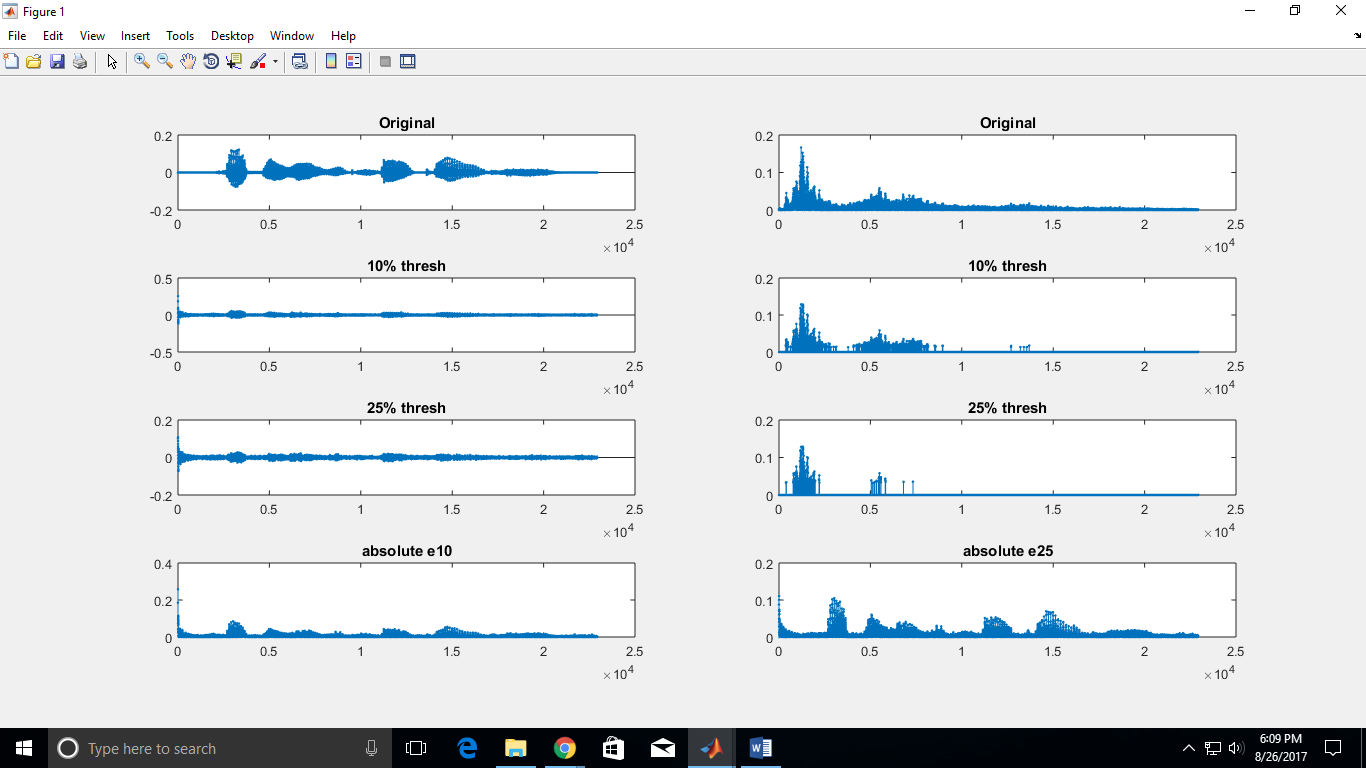 Figure 1
File Edit View Insert Tools Desktop Window Help
Original
0.2
0
-0.2
0 0.5 1 1.5 2 2.5
×10^4
Original
0.2
0.1
0
0 0.5 1 1.5 2 2.5
×10^4
10% thresh
0.5
0
-0.5
0 0.5 1 1.5 2 2.5
×10^4
10% thresh
0.2
0.1
0
0 0.5 1 1.5 2 2.5
×10^4
25% thresh
0.2
0
-0.2
0 0.5 1 1.5 2 2.5
×10^4
25% thresh
0.2
0.1
0
0 0.5 1 1.5 2 2.5
×10^4
absolute e10
0.4
0.2
0
0 0.5 1 1.5 2 2.5
×10^4
absolute e25
0.2
0.1
0
0 0.5 1 1.5 2 2.5
×10^4
Type here to search
6:09 PM
8/26/2017